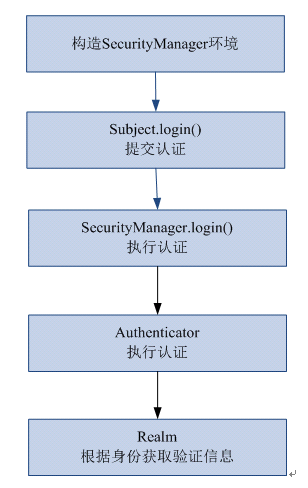 构造SecurityManager环境
Subject.login()
提交认证
SecurityManager.login()
执行认证
Authenticator
执行认证
Realm
根据身份获取验证信息